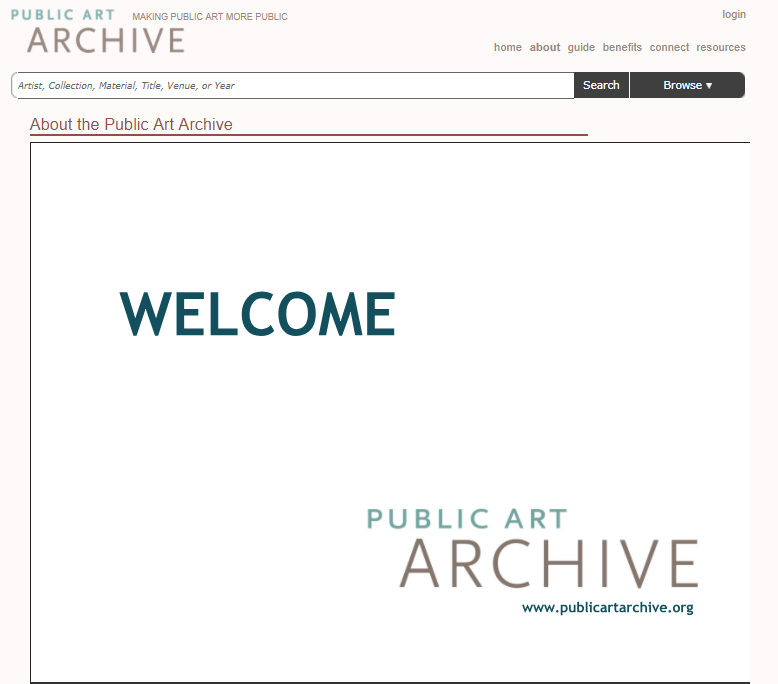 PUBLIC ART MAKING PUBLIC ART MORE PUBLIC login
ARCHIVE
home about guide benefits connect resources
Artist, Collection, Material, Title, Venue, or Year Search Browse ▾
About the Public Art Archive
WELCOME
PUBLIC ART
ARCHIVE
www.publicartarchive.org